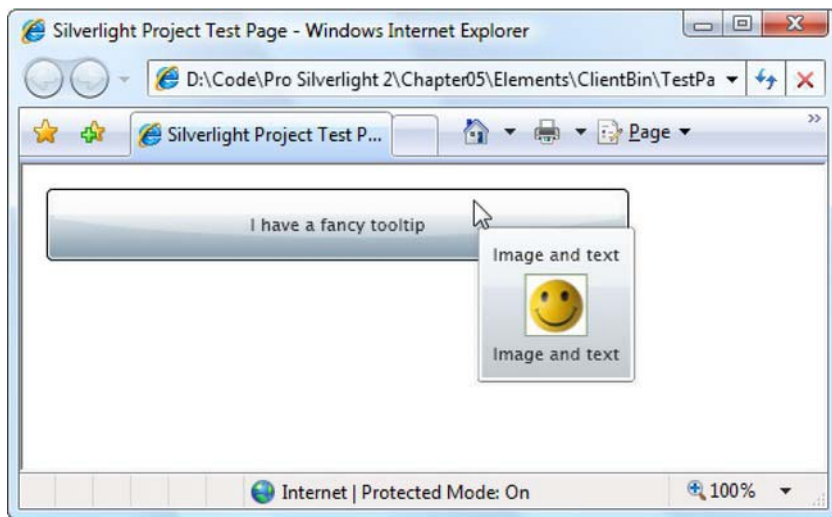 Silverlight Project Test Page - Windows Internet Explorer
D:\Code\Pro Silverlight 2\Chapter05\Elements\ClientBin\TestPa
Silverlight Project Test P...
Page
I have a fancy tooltip
Image and text
Image and text
Internet | Protected Mode: On
100%